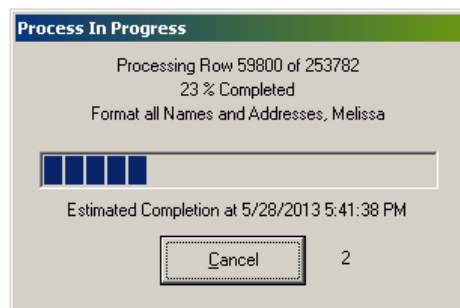 Process In Progress
Processing Row 59800 of 253782
23 % Completed
Format all Names and Addresses, Melissa
Estimated Completion at 5/28/2013 5:41:38 PM
Cancel 2